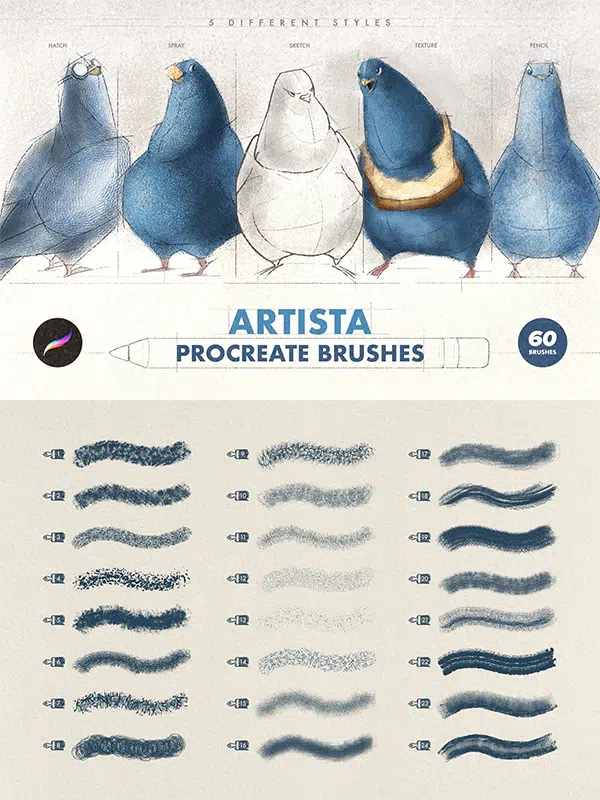 5 DIFFERENT STYLES
HATCH
SPRAY
SKETCH
TEXTURE
PENCIL
ARTISTA
PROCREATE BRUSHES
60
BRUSHES
1
9
17
2
10
18
3
11
19
4
12
20
5
13
21
6
14
22
7
15
23
8
16
24